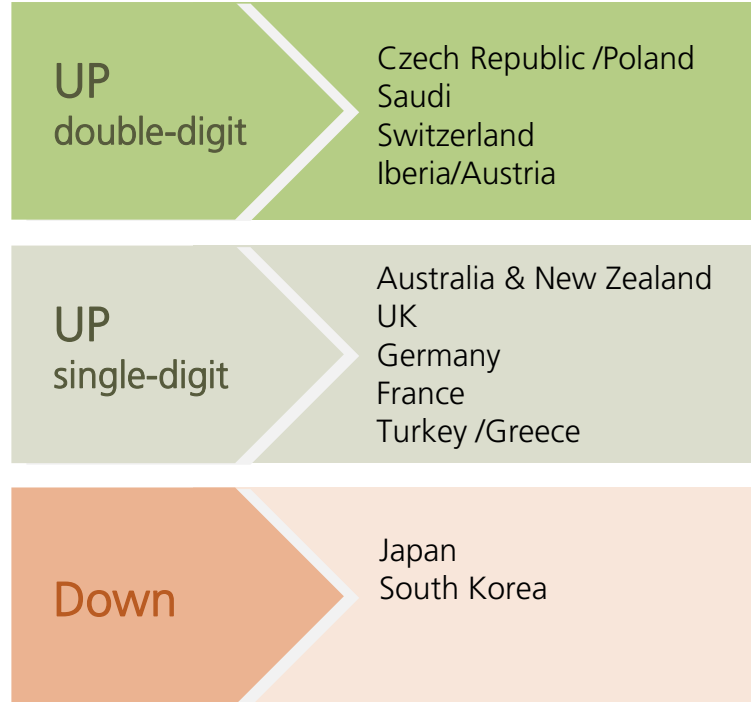 UP
double-digit
Czech Republic /Poland
Saudi
Switzerland
Iberia/Austria
UP
single-digit
Australia & New Zealand
UK
Germany
France
Turkey /Greece
Down
Japan
South Korea